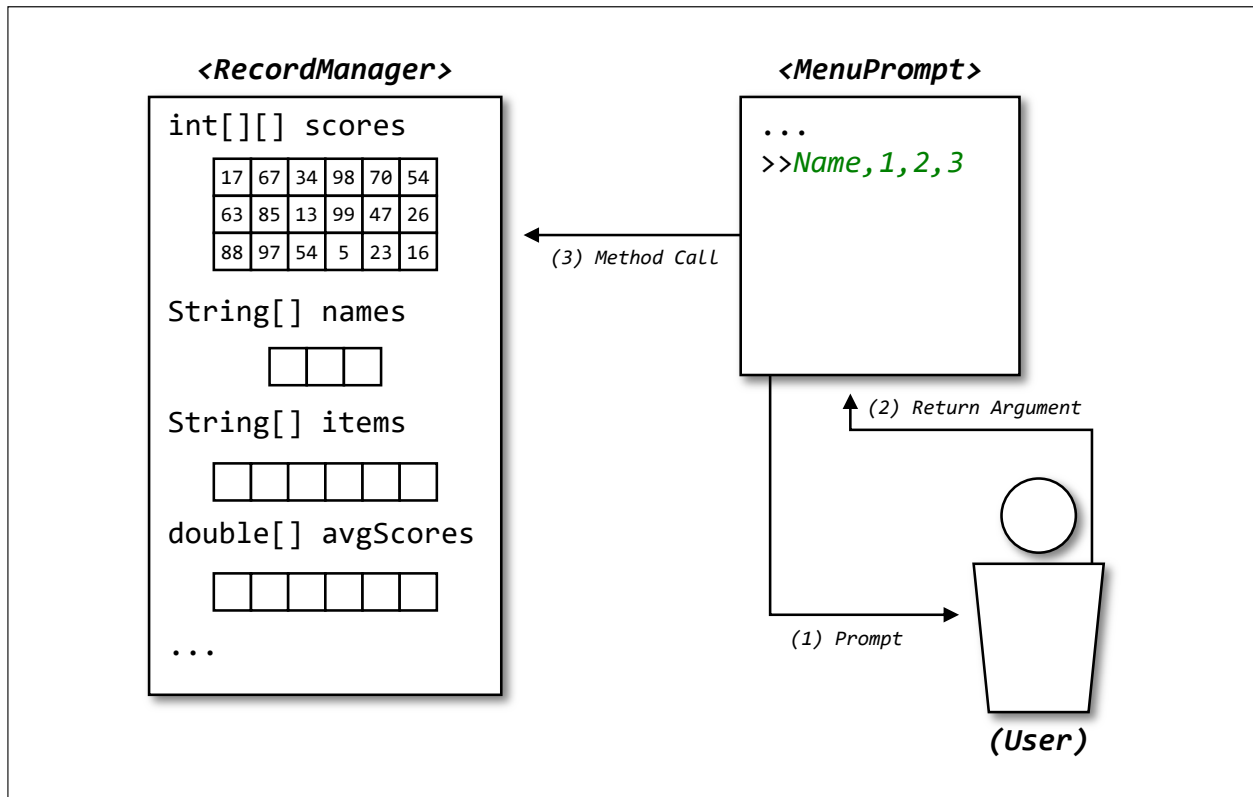 <RecordManager>
int[][] scores
17 67 34 98 70 54
63 85 13 99 47 26
88 97 54 5 23 16
String[] names
String[] items
double[] avgScores
...
<MenuPrompt>
...
>>Name,1,2,3
(3) Method Call
(2) Return Argument
(1) Prompt
(User)